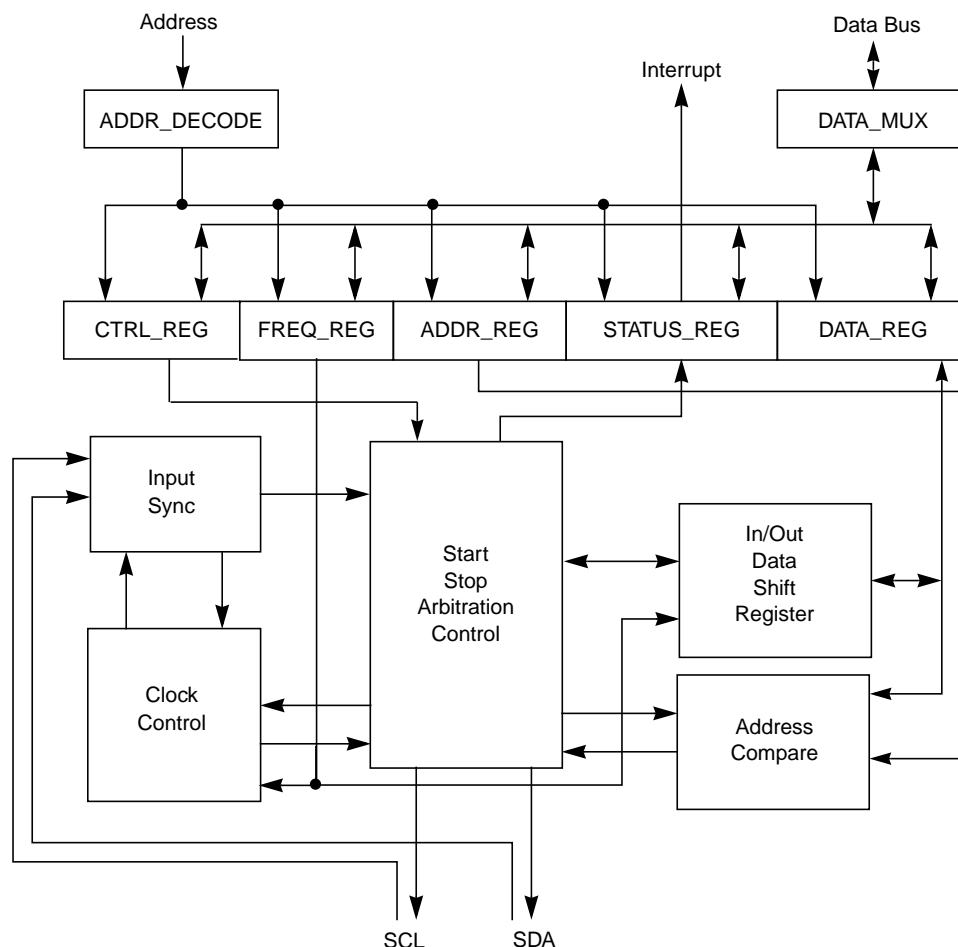 Address
Data Bus
Interrupt
ADDR_DECODE
DATA_MUX
CTRL_REG
FREQ_REG
ADDR_REG
STATUS_REG
DATA_REG
Input
Sync
Start
Stop
Arbitration
Control
In/Out
Data
Shift
Register
Clock
Control
Address
Compare
SCL
SDA